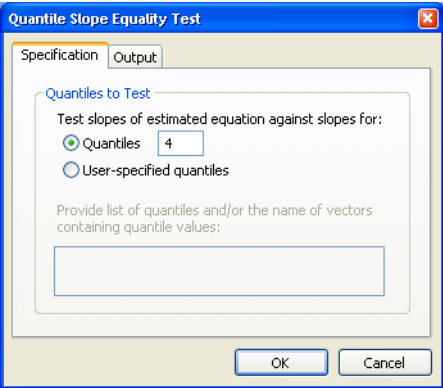 Quantile Slope Equality Test
Specification Output
Quantiles to Test
Test slopes of estimated equation against slopes for:
Quantiles 4
User-specified quantiles
Provide list of quantiles and/or the name of vectors
containing quantile values:
OK Cancel